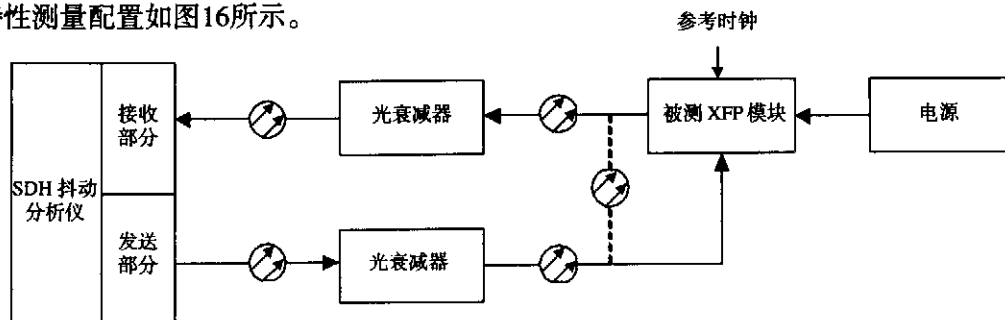 性测量配置如图16所示。
参考时钟
接收
部分
光衰减器
被测 XFP 模块
电源
SDH 抖动
分析仪
发送
部分
光衰减器